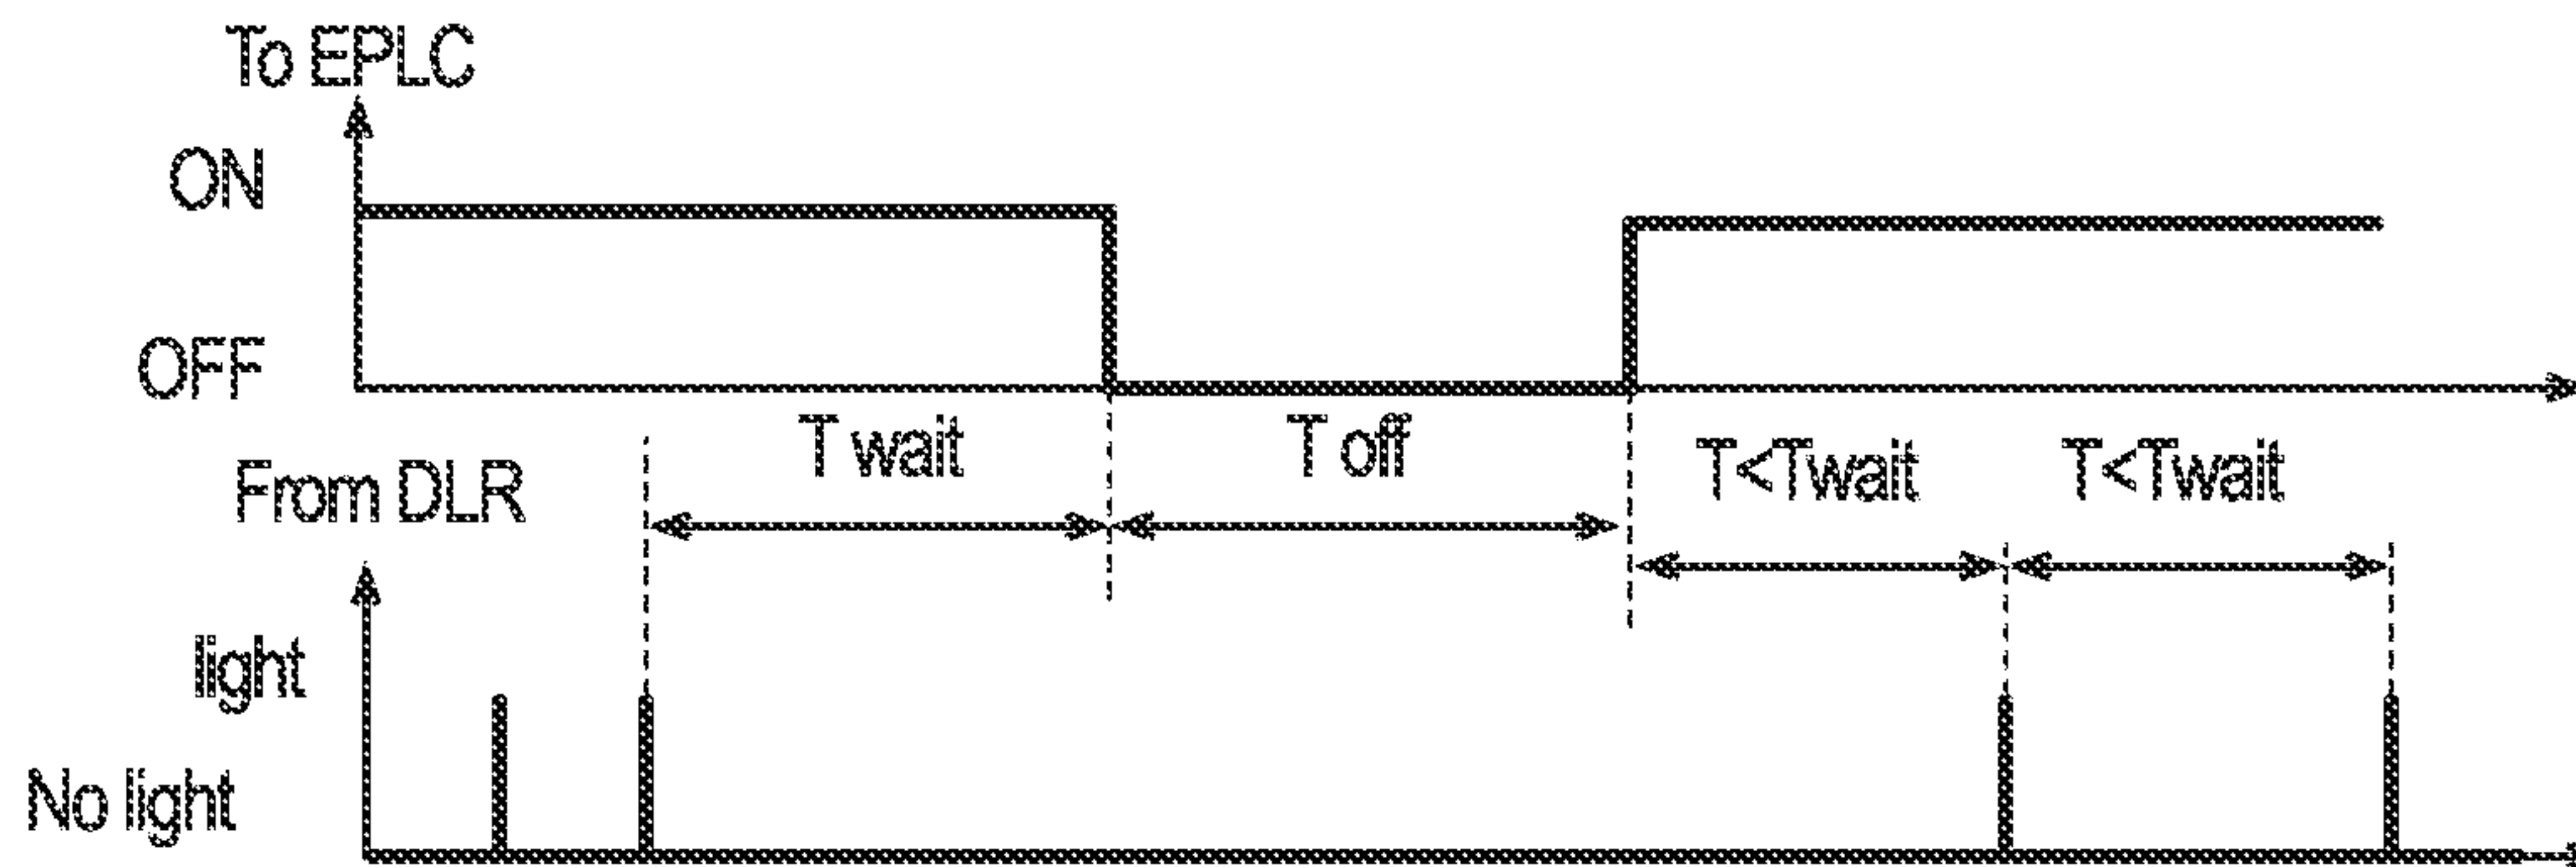 To EPLC
ON
OFF
T wait
T off
T<Twait
T<Twait
From DLR
light
No light